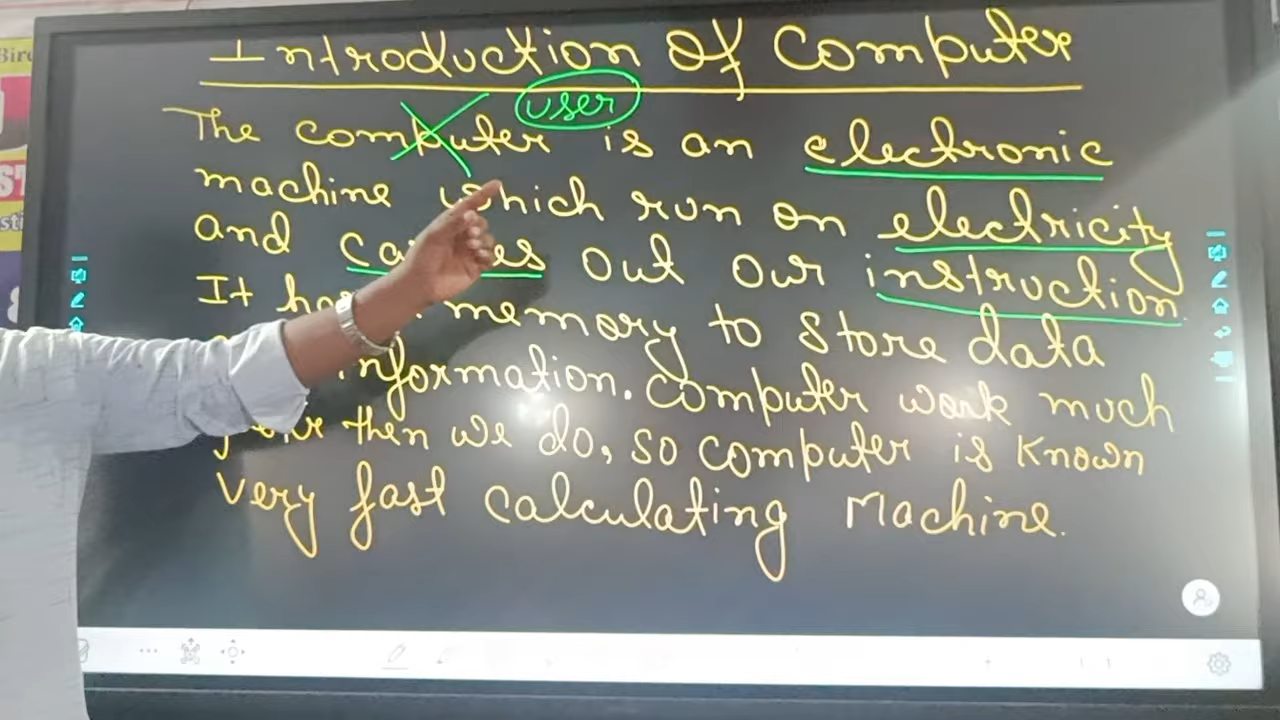 Introduction of Computer
user
The computer is an electronic
machine which run on electricity
and out our instruction
It memory to store data
information. Computer work much
then we do, so computer is known
very fast calculating Machine.